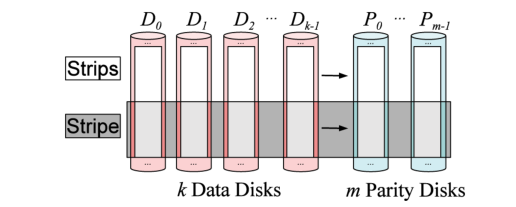 D0 D1 D2 ... Dk-1 P0 ... Pm-1
... ... ... ... ... ...
Strips
Stripe
... ... ... ... ... ...
k Data Disks m Parity Disks